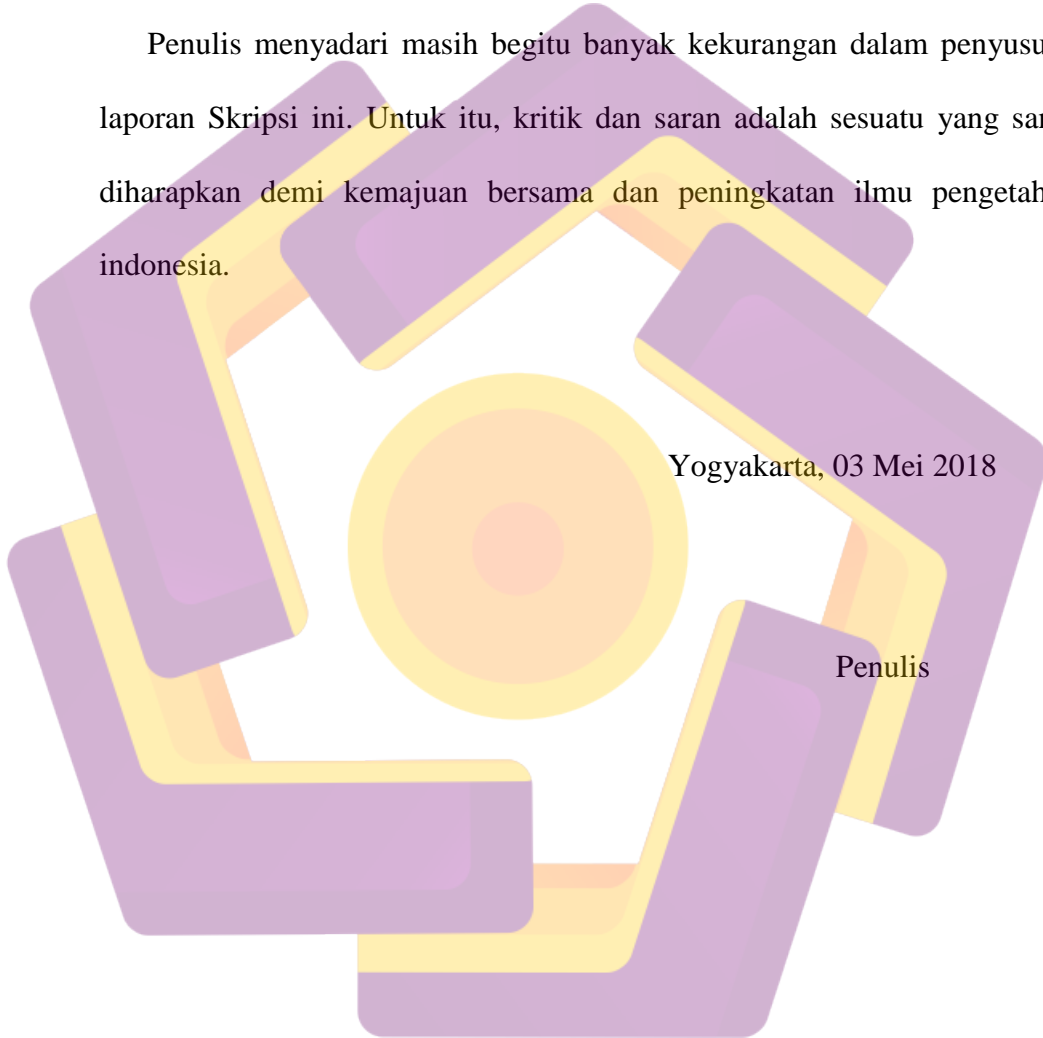 Penulis menyadari masih begitu banyak kekurangan dalam penyusu
laporan Skripsi ini. Untuk itu, kritik dan saran adalah sesuatu yang san
diharapkan demi kemajuan bersama dan peningkatan ilmu pengetah
indonesia.
Yogyakarta, 03 Mei 2018
Penulis